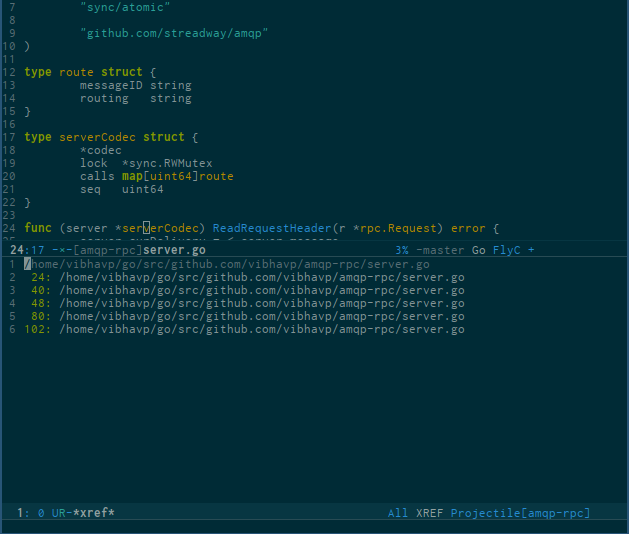 7 "sync/atomic"
8
9 "github.com/streadway/amqp"
10 )
11
12 type route struct {
13 messageID string
14 routing string
15 }
16
17 type serverCodec struct {
18 *codec
19 lock *sync.RWMutex
20 calls map[uint64]route
21 seq uint64
22 }
23
24 func (server *serverCodec) ReadRequestHeader(r *rpc.Request) error {
24:17 -×-[amqp-rpc]server.go 3% -master Go FlyC +
1 /home/vibhavp/go/src/github.com/vibhavp/amqp-rpc/server.go
2 24: /home/vibhavp/go/src/github.com/vibhavp/amqp-rpc/server.go
3 40: /home/vibhavp/go/src/github.com/vibhavp/amqp-rpc/server.go
4 48: /home/vibhavp/go/src/github.com/vibhavp/amqp-rpc/server.go
5 80: /home/vibhavp/go/src/github.com/vibhavp/amqp-rpc/server.go
6 102: /home/vibhavp/go/src/github.com/vibhavp/amqp-rpc/server.go
1: 0 UR-*xref* All XREF Projectile[amqp-rpc]